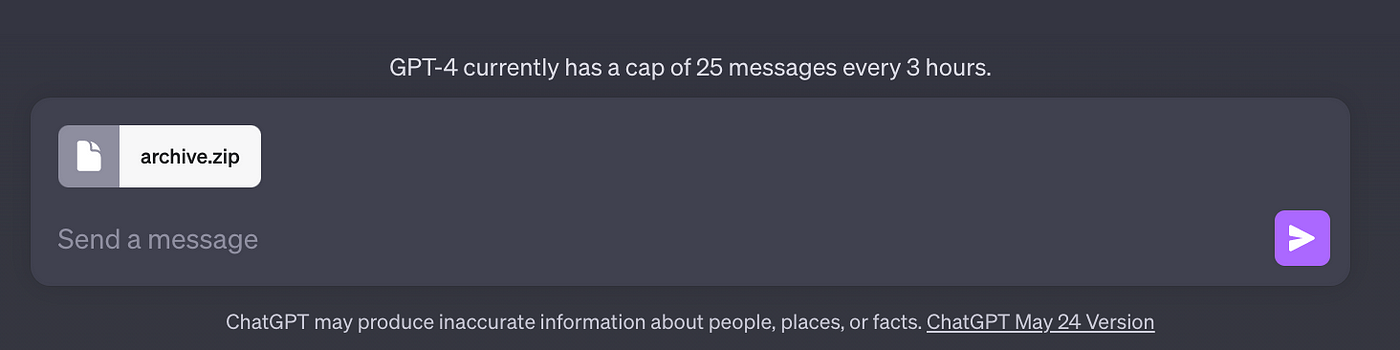 GPT-4 currently has a cap of 25 messages every 3 hours.
archive.zip
Send a message
ChatGPT may produce inaccurate information about people, places, or facts. ChatGPT May 24 Version